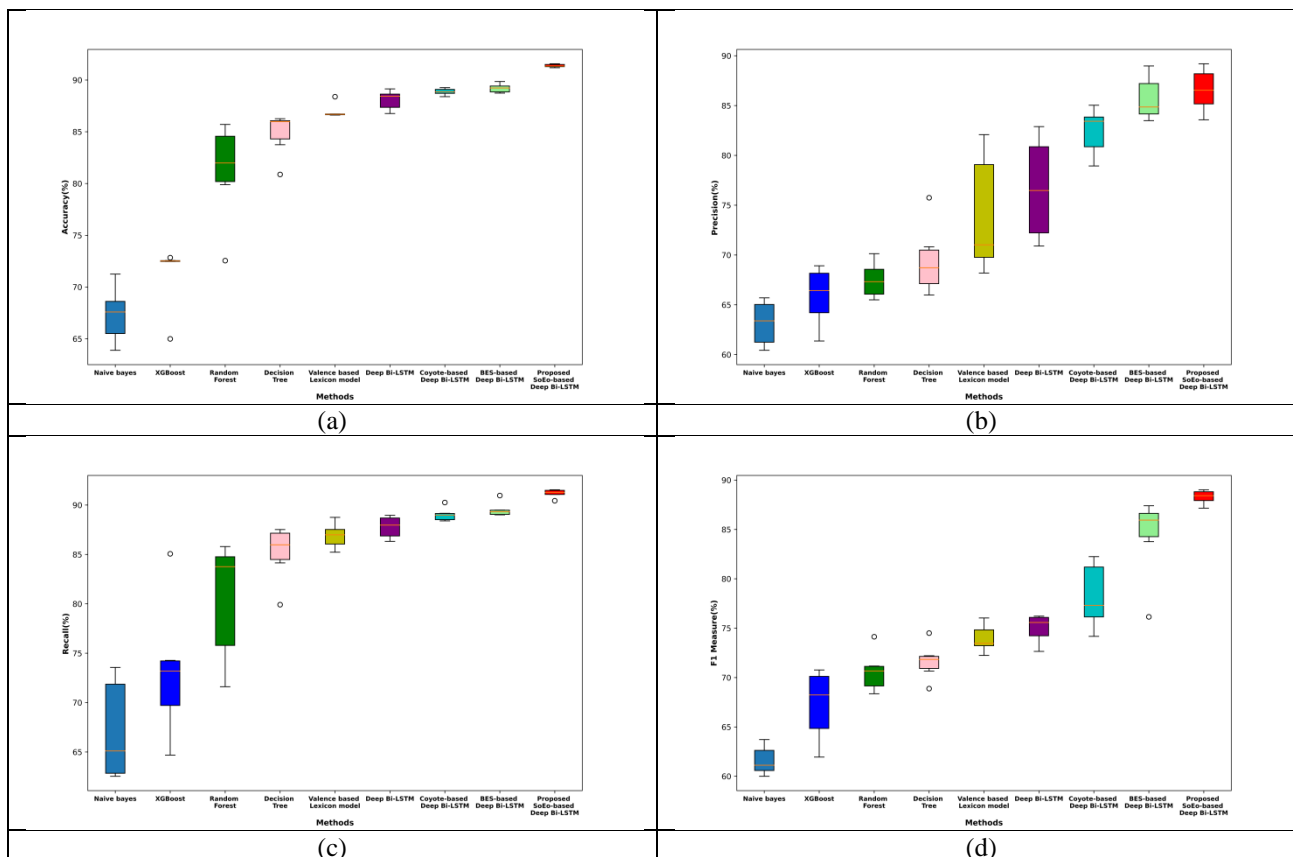 90
85
80
75
70
65
Accuracy(%)
Naive bayes
XGBoost
Random
Forest
Decision
Tree
Valence based
Lexicon model
Deep Bi-LSTM
Coyote-based
Deep Bi-LSTM
BES-based
Deep Bi-LSTM
Proposed
SoEo-based
Deep Bi-LSTM
Methods
(a)
90
85
80
75
70
65
60
Precision(%)
Naive bayes
XGBoost
Random
Forest
Decision
Tree
Valence based
Lexicon model
Deep Bi-LSTM
Coyote-based
Deep Bi-LSTM
BES-based
Deep Bi-LSTM
Proposed
SoEo-based
Deep Bi-LSTM
Methods
(b)
90
85
80
75
70
65
Recall(%)
Naive bayes
XGBoost
Random
Forest
Decision
Tree
Valence based
Lexicon model
Deep Bi-LSTM
Coyote-based
Deep Bi-LSTM
BES-based
Deep Bi-LSTM
Proposed
SoEo-based
Deep Bi-LSTM
Methods
(c)
90
85
80
75
70
65
60
F1 Measure(%)
Naive bayes
XGBoost
Random
Forest
Decision
Tree
Valence based
Lexicon model
Deep Bi-LSTM
Coyote-based
Deep Bi-LSTM
BES-based
Deep Bi-LSTM
Proposed
SoEo-based
Deep Bi-LSTM
Methods
(d)